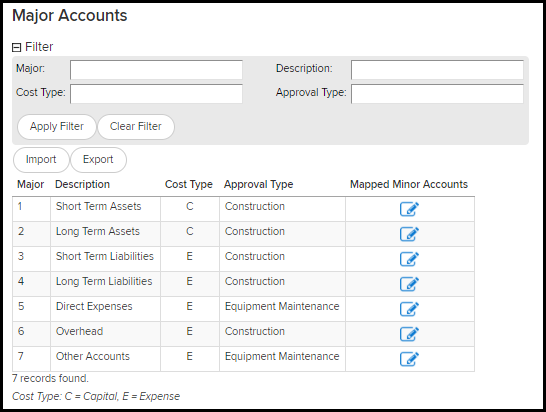 Major Accounts
Filter
Major: Description:
Cost Type: Approval Type:
Apply Filter Clear Filter
Import Export
Major Description Cost Type Approval Type Mapped Minor Accounts
1 Short Term Assets C Construction
2 Long Term Assets C Construction
3 Short Term Liabilities E Construction
4 Long Term Liabilities E Construction
5 Direct Expenses E Equipment Maintenance
6 Overhead E Construction
7 Other Accounts E Equipment Maintenance
7 records found.
Cost Type: C = Capital, E = Expense